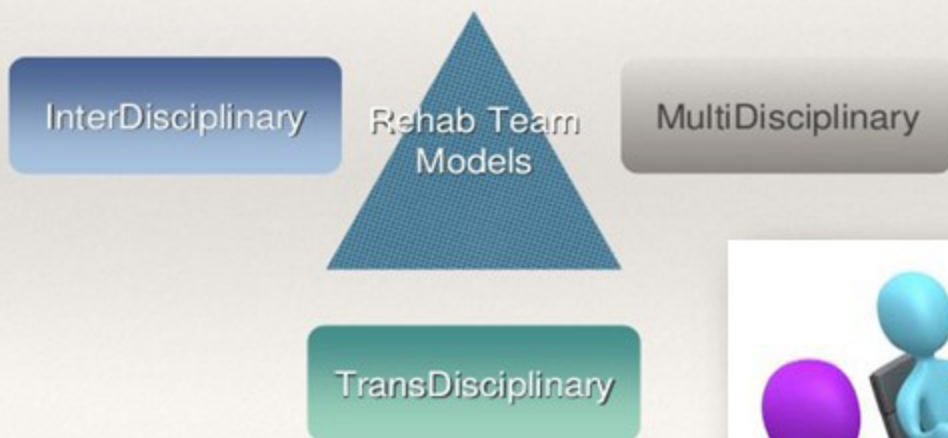 InterDisciplinary
Rehab Team
Models
MultiDisciplinary
TransDisciplinary